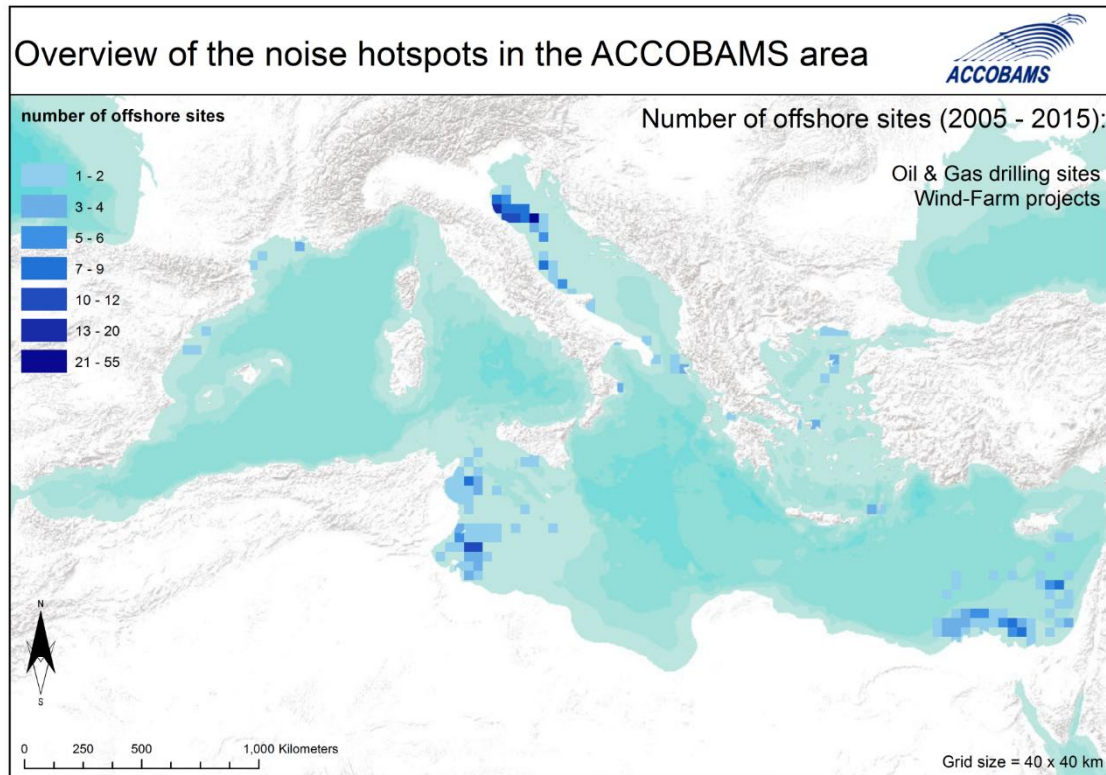 Overview of the noise hotspots in the ACCOBAMS area
ACCOBAMS
number of offshore sites
1 - 2
3 - 4
5 - 6
7 - 9
10 - 12
13 - 20
21 - 55
Number of offshore sites (2005 - 2015):
Oil & Gas drilling sites
Wind-Farm projects
N
S
0 250 500 1,000 Kilometers
Grid size = 40 x 40 km